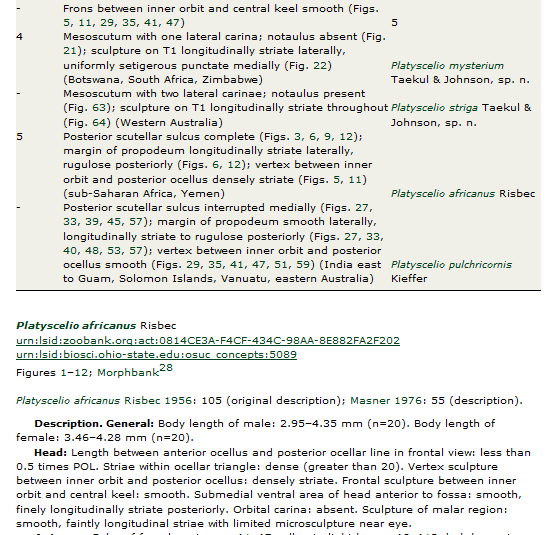 -
Frons between inner orbit and central keel smooth (Figs.
5, 11, 29, 35, 41, 47)
5
4
Mesoscutum with one lateral carina; notaulus absent (Fig.
21); sculpture on T1 longitudinally striate laterally,
uniformly setigerous punctate medially (Fig. 22)
(Botswana, South Africa, Zimbabwe)
Platyscelio mysterium
Taekul & Johnson, sp. n.
-
Mesoscutum with two lateral carinae; notaulus present
(Fig. 63); sculpture on T1 longitudinally striate throughout
(Fig. 64) (Western Australia)
Platyscelio striga Taekul &
Johnson, sp. n.
5
Posterior scutellar sulcus complete (Figs. 3, 6, 9, 12);
margin of propodeum longitudinally striate laterally,
rugulose posteriorly (Figs. 6, 12); vertex between inner
orbit and posterior ocellus densely striate (Figs. 5, 11)
(sub-Saharan Africa, Yemen)
Platyscelio africanus Risbec
-
Posterior scutellar sulcus interrupted medially (Figs. 27,
33, 39, 45, 57); margin of propodeum smooth laterally,
longitudinally striate to rugulose posteriorly (Figs. 27, 33,
40, 48, 53, 57); vertex between inner orbit and posterior
ocellus smooth (Figs. 29, 35, 41, 47, 51, 59) (India east
to Guam, Solomon Islands, Vanuatu, eastern Australia)
Platyscelio pulchricornis
Kieffer
Platyscelio africanus Risbec
urn:lsid:zoobank.org:act:0814CE3A-F4CF-434C-98AA-8E882FA2F202
urn:lsid:biosci.ohio-state.edu:osuc_concepts:5089
Figures 1–12; Morphbank28
Platyscelio africanus Risbec 1956: 105 (original description); Masner 1976: 55 (description).
Description. General: Body length of male: 2.95–4.35 mm (n=20). Body length of
female: 3.46–4.28 mm (n=20).
Head: Length between anterior ocellus and posterior ocellar line in frontal view: less than
0.5 times POL. Striae within ocellar triangle: dense (greater than 20). Vertex sculpture
between inner orbit and posterior ocellus: densely striate. Frontal sculpture between inner
orbit and central keel: smooth. Submedial ventral area of head anterior to fossa: smooth,
finely longitudinally striate posteriorly. Orbital carina: absent. Sculpture of malar region:
smooth, faintly longitudinal striae with limited microsculpture near eye.